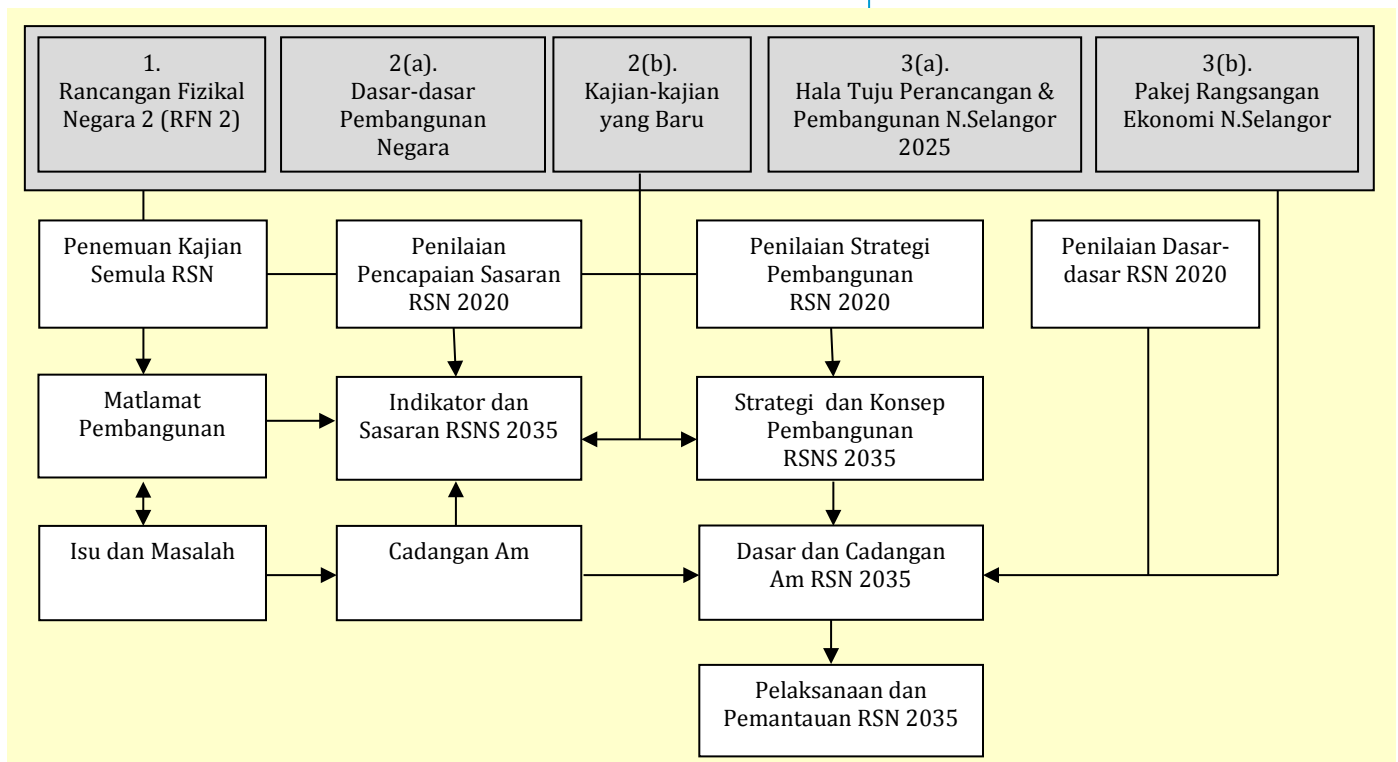 1.
Rancangan Fizikal
Negara 2 (RFN 2)
2(a).
Dasar-dasar
Pembangunan
Negara
2(b).
Kajian-kajian
yang Baru
3(a).
Hala Tuju Perancangan &
Pembangunan N.Selangor
2025
3(b).
Pakej Rangsangan
Ekonomi N.Selangor
Penemuan Kajian
Semula RSN
Penilaian
Pencapaian Sasaran
RSN 2020
Penilaian Strategi
Pembangunan
RSN 2020
Penilaian Dasar-
dasar RSN 2020
Matlamat
Pembangunan
Indikator dan
Sasaran RSNS 2035
Strategi dan Konsep
Pembangunan
RSNS 2035
Isu dan Masalah
Cadangan Am
Dasar dan Cadangan
Am RSN 2035
Pelaksanaan dan
Pemantauan RSN 2035